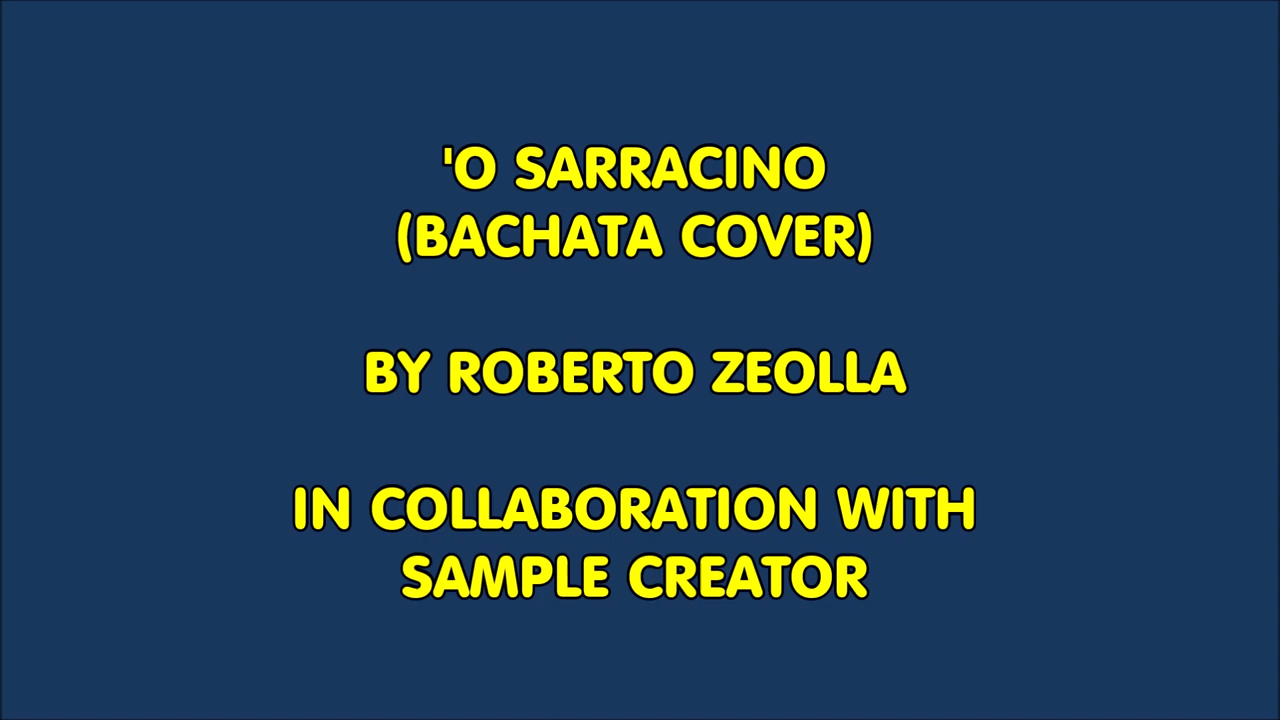 'O SARRACINO
(BACHATA COVER)
BY ROBERTO ZEOLLA
IN COLLABORATION WITH
SAMPLE CREATOR